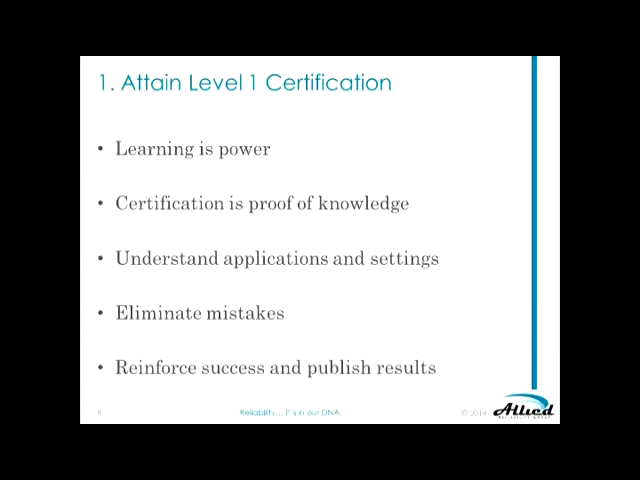 1. Attain Level 1 Certification
• Learning is power
• Certification is proof of knowledge
• Understand applications and settings
• Eliminate mistakes
• Reinforce success and publish results
Reliability... it's in our DNA.
© 2014
Allied